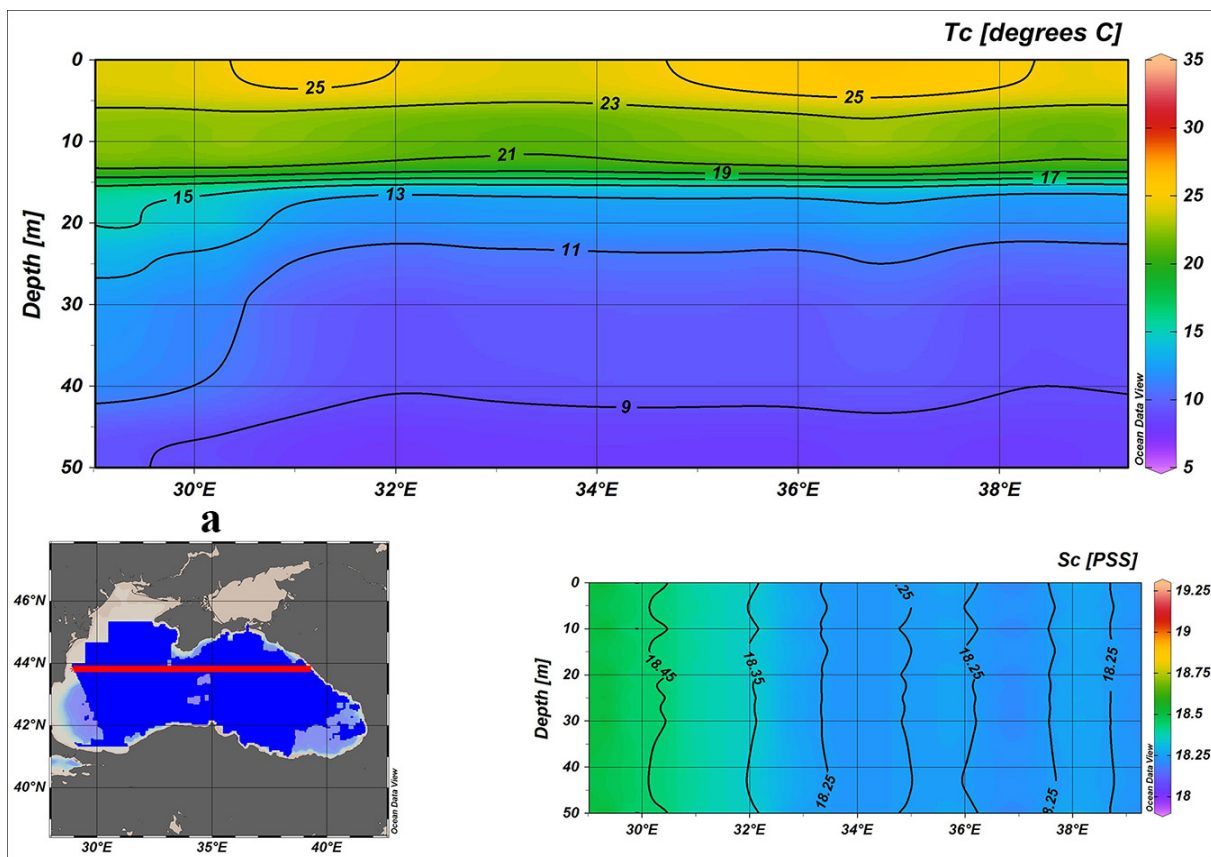 Tc [degrees C]
0
10
20
30
40
50
Depth [m]
25
25
23
21
19
17
15
13
11
9
30°E
32°E
34°E
36°E
38°E
35
30
25
20
15
10
5
Ocean Data View
a
46°N
44°N
42°N
40°N
30°E
35°E
40°E
Ocean Data View
Sc [PSS]
0
10
20
30
40
50
Depth [m]
18.45
18.35
18.25
18.25
18.25
18.25
18.25
30°E
32°E
34°E
36°E
38°E
19.25
19
18.75
18.5
18.25
18
Ocean Data View